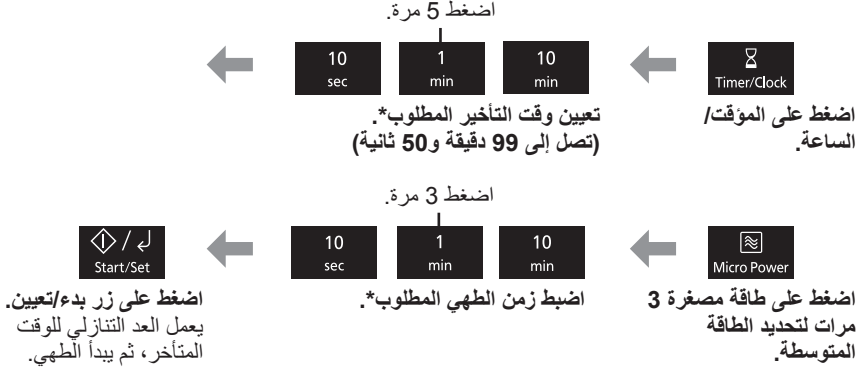 اضغط 5 مرة.
Timer/Clock
اضغط على المؤقت/
الساعة.
10
min
1
min
10
sec
تعيين وقت التأخير المطلوب*.
(تصل إلى 99 دقيقة و50 ثانية)
اضغط 3 مرة.
Micro Power
اضغط على طاقة مصغرة 3
مرات لتحديد الطاقة
المتوسطة.
10
min
1
min
10
sec
اضبط زمن الطهي المطلوب*.
/
Start/Set
اضغط على زر بدء/تعيين.
يعمل العد التنازلي للوقت
المتأخر، ثم يبدأ الطهي.